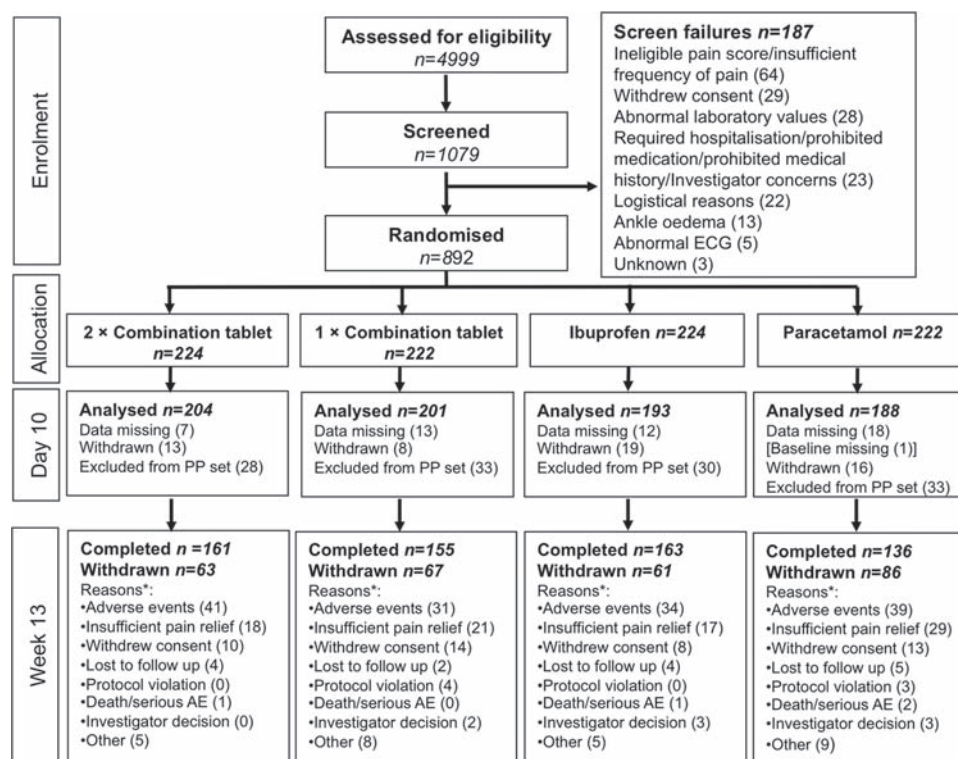 Enrolment
Assessed for eligibility
n=4999
Screened
n=1079
Randomised
n=892
Screen failures n=187
Ineligible pain score/insufficient
frequency of pain (64)
Withdrew consent (29)
Abnormal laboratory values (28)
Required hospitalisation/prohibited
medication/prohibited medical
history/Investigator concerns (23)
Logistical reasons (22)
Ankle oedema (13)
Abnormal ECG (5)
Unknown (3)
Allocation
2 × Combination tablet
n=224
1 × Combination tablet
n=222
Ibuprofen n=224
Paracetamol n=222
Day 10
Analysed n=204
Data missing (7)
Withdrawn (13)
Excluded from PP set (28)
Analysed n=201
Data missing (13)
Withdrawn (8)
Excluded from PP set (33)
Analysed n=193
Data missing (12)
Withdrawn (19)
Excluded from PP set (30)
Analysed n=188
Data missing (18)
[Baseline missing (1)]
Withdrawn (16)
Excluded from PP set (33)
Week 13
Completed n =161
Withdrawn n=63
Reasons*:
•Adverse events (41)
•Insufficient pain relief (18)
•Withdrew consent (10)
•Lost to follow up (4)
•Protocol violation (0)
•Death/serious AE (1)
•Investigator decision (0)
•Other (5)
Completed n=155
Withdrawn n=67
Reasons*:
•Adverse events (31)
•Insufficient pain relief (21)
•Withdrew consent (14)
•Lost to follow up (2)
•Protocol violation (4)
•Death/serious AE (0)
•Investigator decision (2)
•Other (8)
Completed n=163
Withdrawn n=61
Reasons*:
•Adverse events (34)
•Insufficient pain relief (17)
•Withdrew consent (8)
•Lost to follow up (4)
•Protocol violation (0)
•Death/serious AE (1)
•Investigator decision (3)
•Other (5)
Completed n=136
Withdrawn n=86
Reasons*:
•Adverse events (39)
•Insufficient pain relief (29)
•Withdrew consent (13)
•Lost to follow up (5)
•Protocol violation (3)
•Death/serious AE (2)
•Investigator decision (3)
•Other (9)